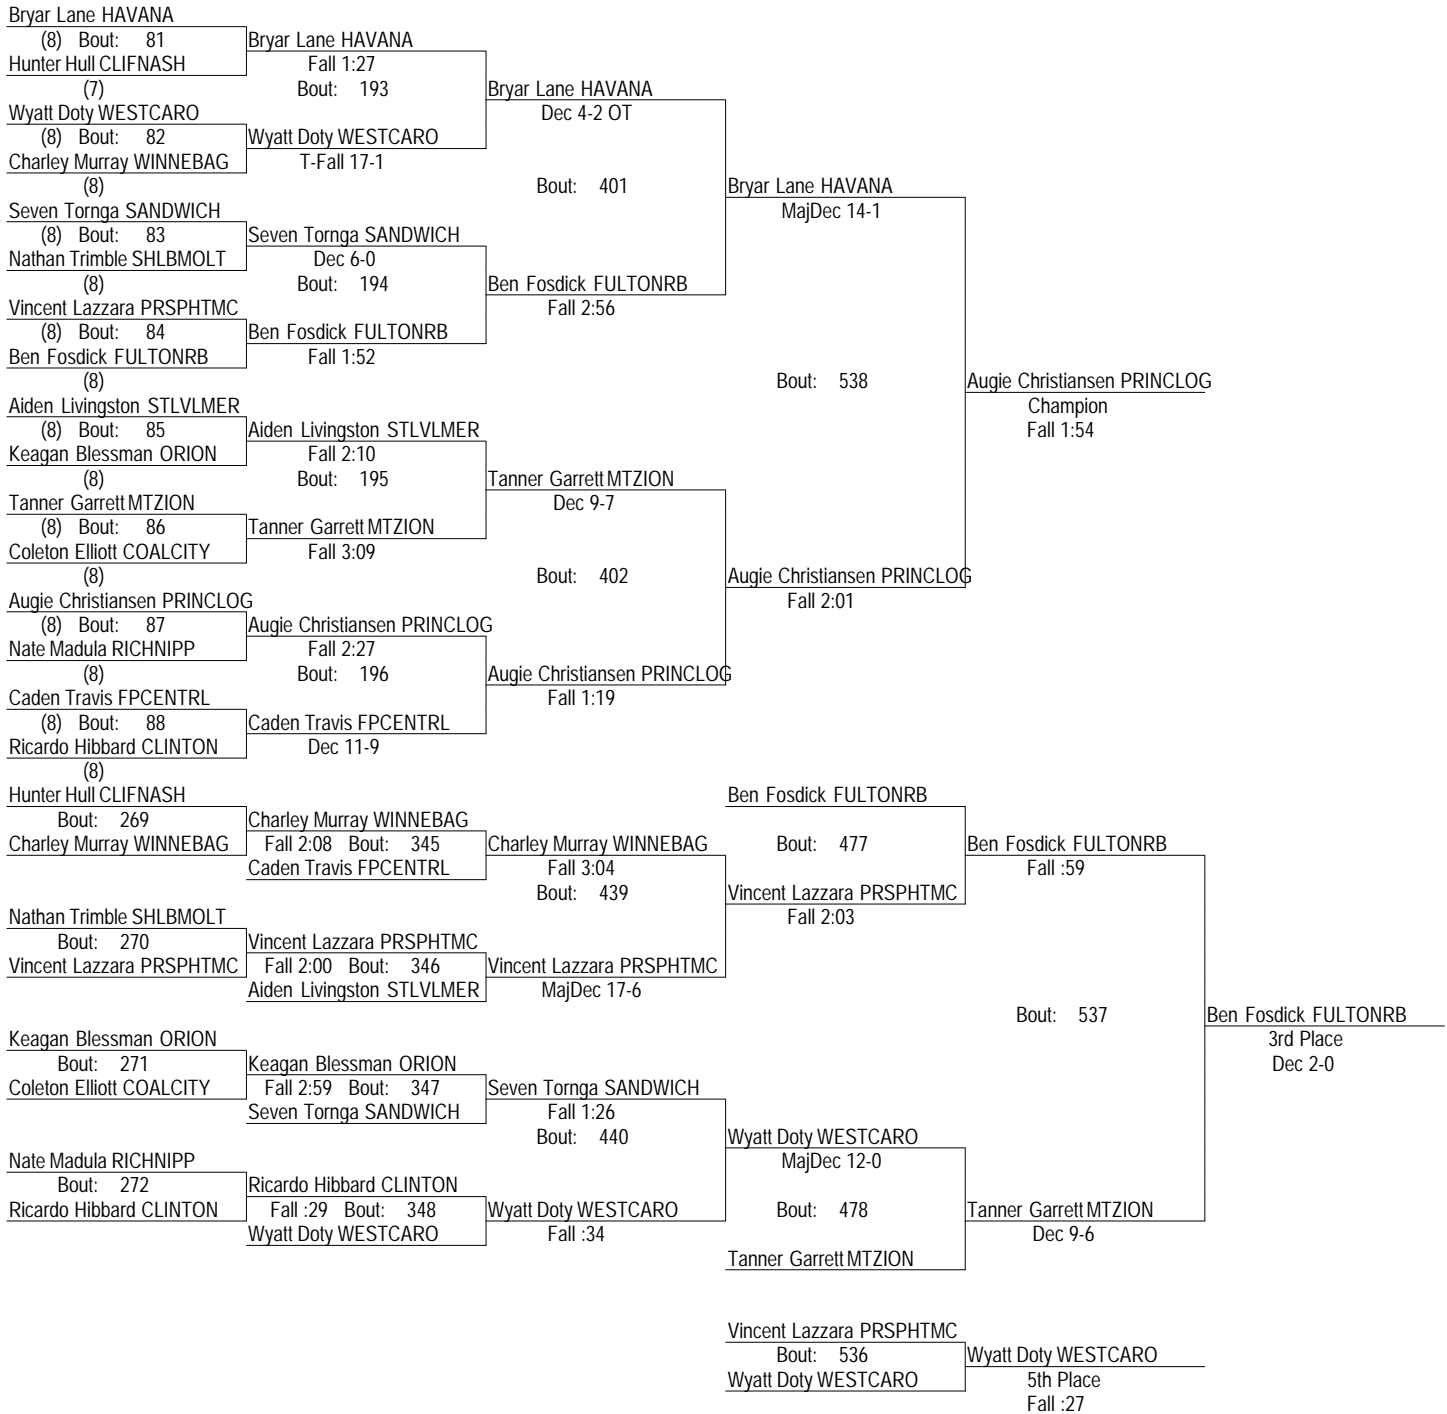 Bryar Lane HAVANA
(8) Bout: 81 Bryar Lane HAVANA
Hunter Hull CLIFNASH Fall 1:27
(7) Bout: 193 Bryar Lane HAVANA
Wyatt Doty WESTCARO Dec 4-2 OT
(8) Bout: 82 Wyatt Doty WESTCARO
Charley Murray WINNEBAG T-Fall 17-1
(8) Bout: 401 Bryar Lane HAVANA
Seven Tornga SANDWICH MajDec 14-1
(8) Bout: 83 Seven Tornga SANDWICH
Nathan Trimble SHLBMOLT Dec 6-0
(8) Bout: 194 Ben Fosdick FULTONRB
Vincent Lazzara PRSPHTMC Fall 2:56
(8) Bout: 84 Ben Fosdick FULTONRB
Ben Fosdick FULTONRB Fall 1:52
(8) Bout: 538 Augie Christiansen PRINCLOG
Aiden Livingston STLVLMER Champion
(8) Bout: 85 Aiden Livingston STLVLMER Fall 1:54
Keagan Blessman ORION Fall 2:10
(8) Bout: 195 Tanner Garrett MTZION
Tanner Garrett MTZION Dec 9-7
(8) Bout: 86 Tanner Garrett MTZION
Coleton Elliott COALCITY Fall 3:09
(8) Bout: 402 Augie Christiansen PRINCLOG
Augie Christiansen PRINCLOG Fall 2:01
(8) Bout: 87 Augie Christiansen PRINCLOG
Nate Madula RICHNIPP Fall 2:27
(8) Bout: 196 Augie Christiansen PRINCLOG
Caden Travis FPCENTRL Fall 1:19
(8) Bout: 88 Caden Travis FPCENTRL
Ricardo Hibbard CLINTON Dec 11-9
(8)
Hunter Hull CLIFNASH Ben Fosdick FULTONRB
Bout: 269 Charley Murray WINNEBAG
Charley Murray WINNEBAG Fall 2:08 Bout: 345 Charley Murray WINNEBAG Bout: 477 Ben Fosdick FULTONRB
Caden Travis FPCENTRL Fall 3:04 Fall :59
Bout: 439 Vincent Lazzara PRSPHTMC
Nathan Trimble SHLBMOLT Fall 2:03
Bout: 270 Vincent Lazzara PRSPHTMC
Vincent Lazzara PRSPHTMC Fall 2:00 Bout: 346 Vincent Lazzara PRSPHTMC
Aiden Livingston STLVLMER MajDec 17-6
Bout: 537 Ben Fosdick FULTONRB
Keagan Blessman ORION 3rd Place
Bout: 271 Keagan Blessman ORION Dec 2-0
Coleton Elliott COALCITY Fall 2:59 Bout: 347 Seven Tornga SANDWICH
Seven Tornga SANDWICH Fall 1:26
Bout: 440 Wyatt Doty WESTCARO
Nate Madula RICHNIPP MajDec 12-0
Bout: 272 Ricardo Hibbard CLINTON
Ricardo Hibbard CLINTON Fall :29 Bout: 348 Wyatt Doty WESTCARO Bout: 478 Tanner Garrett MTZION
Wyatt Doty WESTCARO Fall :34 Dec 9-6
Tanner Garrett MTZION
Vincent Lazzara PRSPHTMC
Bout: 536 Wyatt Doty WESTCARO
Wyatt Doty WESTCARO 5th Place
Fall :27